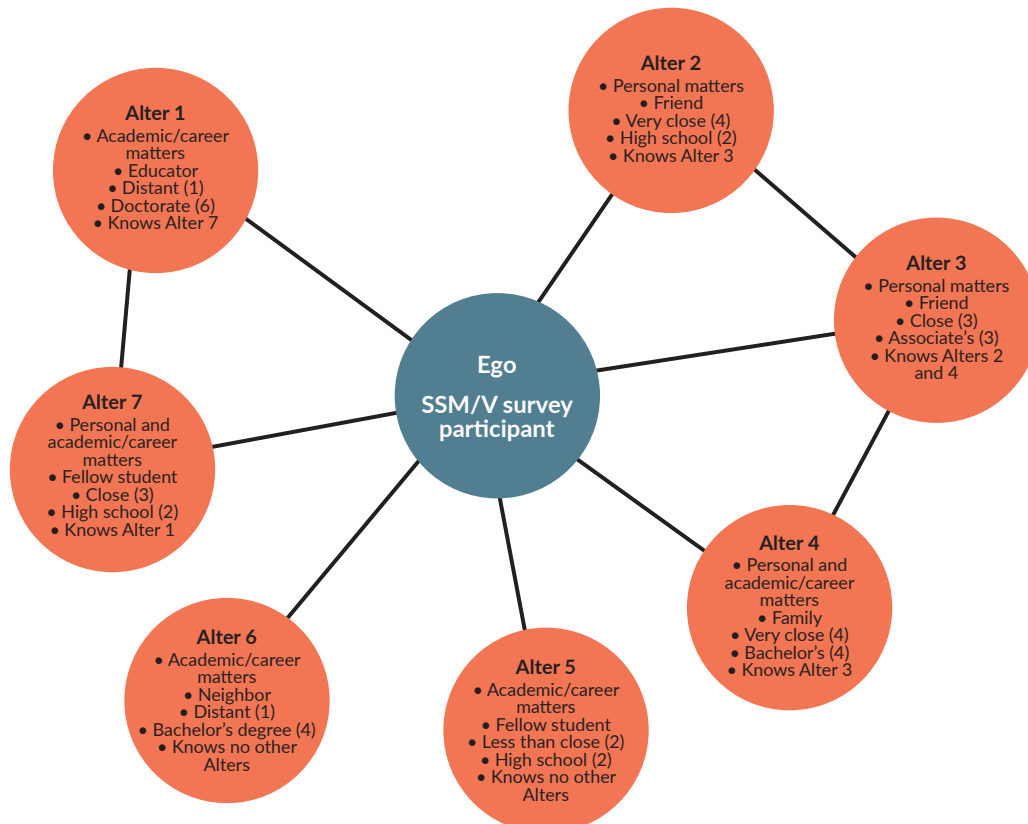 Alter 1
• Academic/career
matters
• Educator
• Distant (1)
• Doctorate (6)
• Knows Alter 7
Alter 2
• Personal matters
• Friend
• Very close (4)
• High school (2)
• Knows Alter 3
Alter 3
• Personal matters
• Friend
• Close (3)
• Associate's (3)
• Knows Alters 2
and 4
Ego
SSM/V survey
participant
Alter 7
• Personal and
academic/career
matters
• Fellow student
• Close (3)
• High school (2)
• Knows Alter 1
Alter 4
• Personal and
academic/career
matters
• Family
• Very close (4)
• Bachelor's (4)
• Knows Alter 3
Alter 6
• Academic/career
matters
• Neighbor
• Distant (1)
• Bachelor's degree (4)
• Knows no other
Alters
Alter 5
• Academic/career
matters
• Fellow student
• Less than close (2)
• High school (2)
• Knows no other
Alters